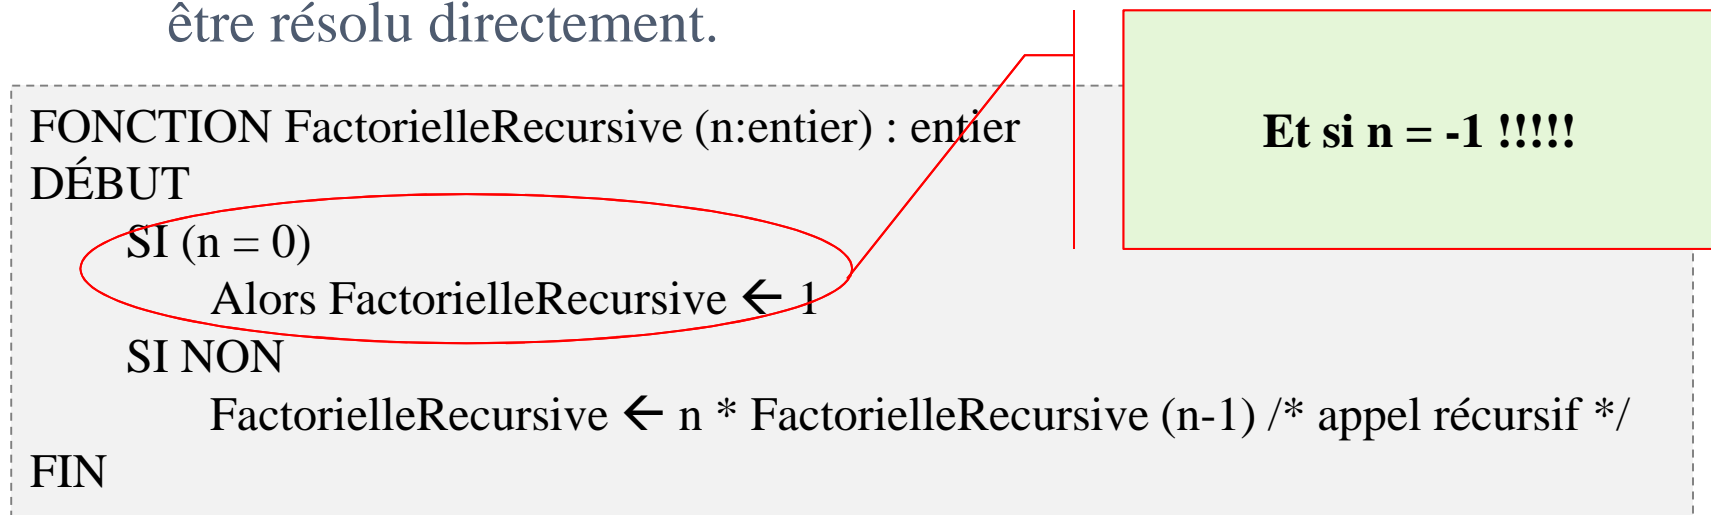 être résolu directement.
Et si n = -1 !!!!!
FONCTION FactorielleRecursive (n:entier) : entier
DÉBUT
SI (n = 0)
Alors FactorielleRecursive ← 1
SI NON
FactorielleRecursive ← n * FactorielleRecursive (n-1) /* appel récursif */
FIN